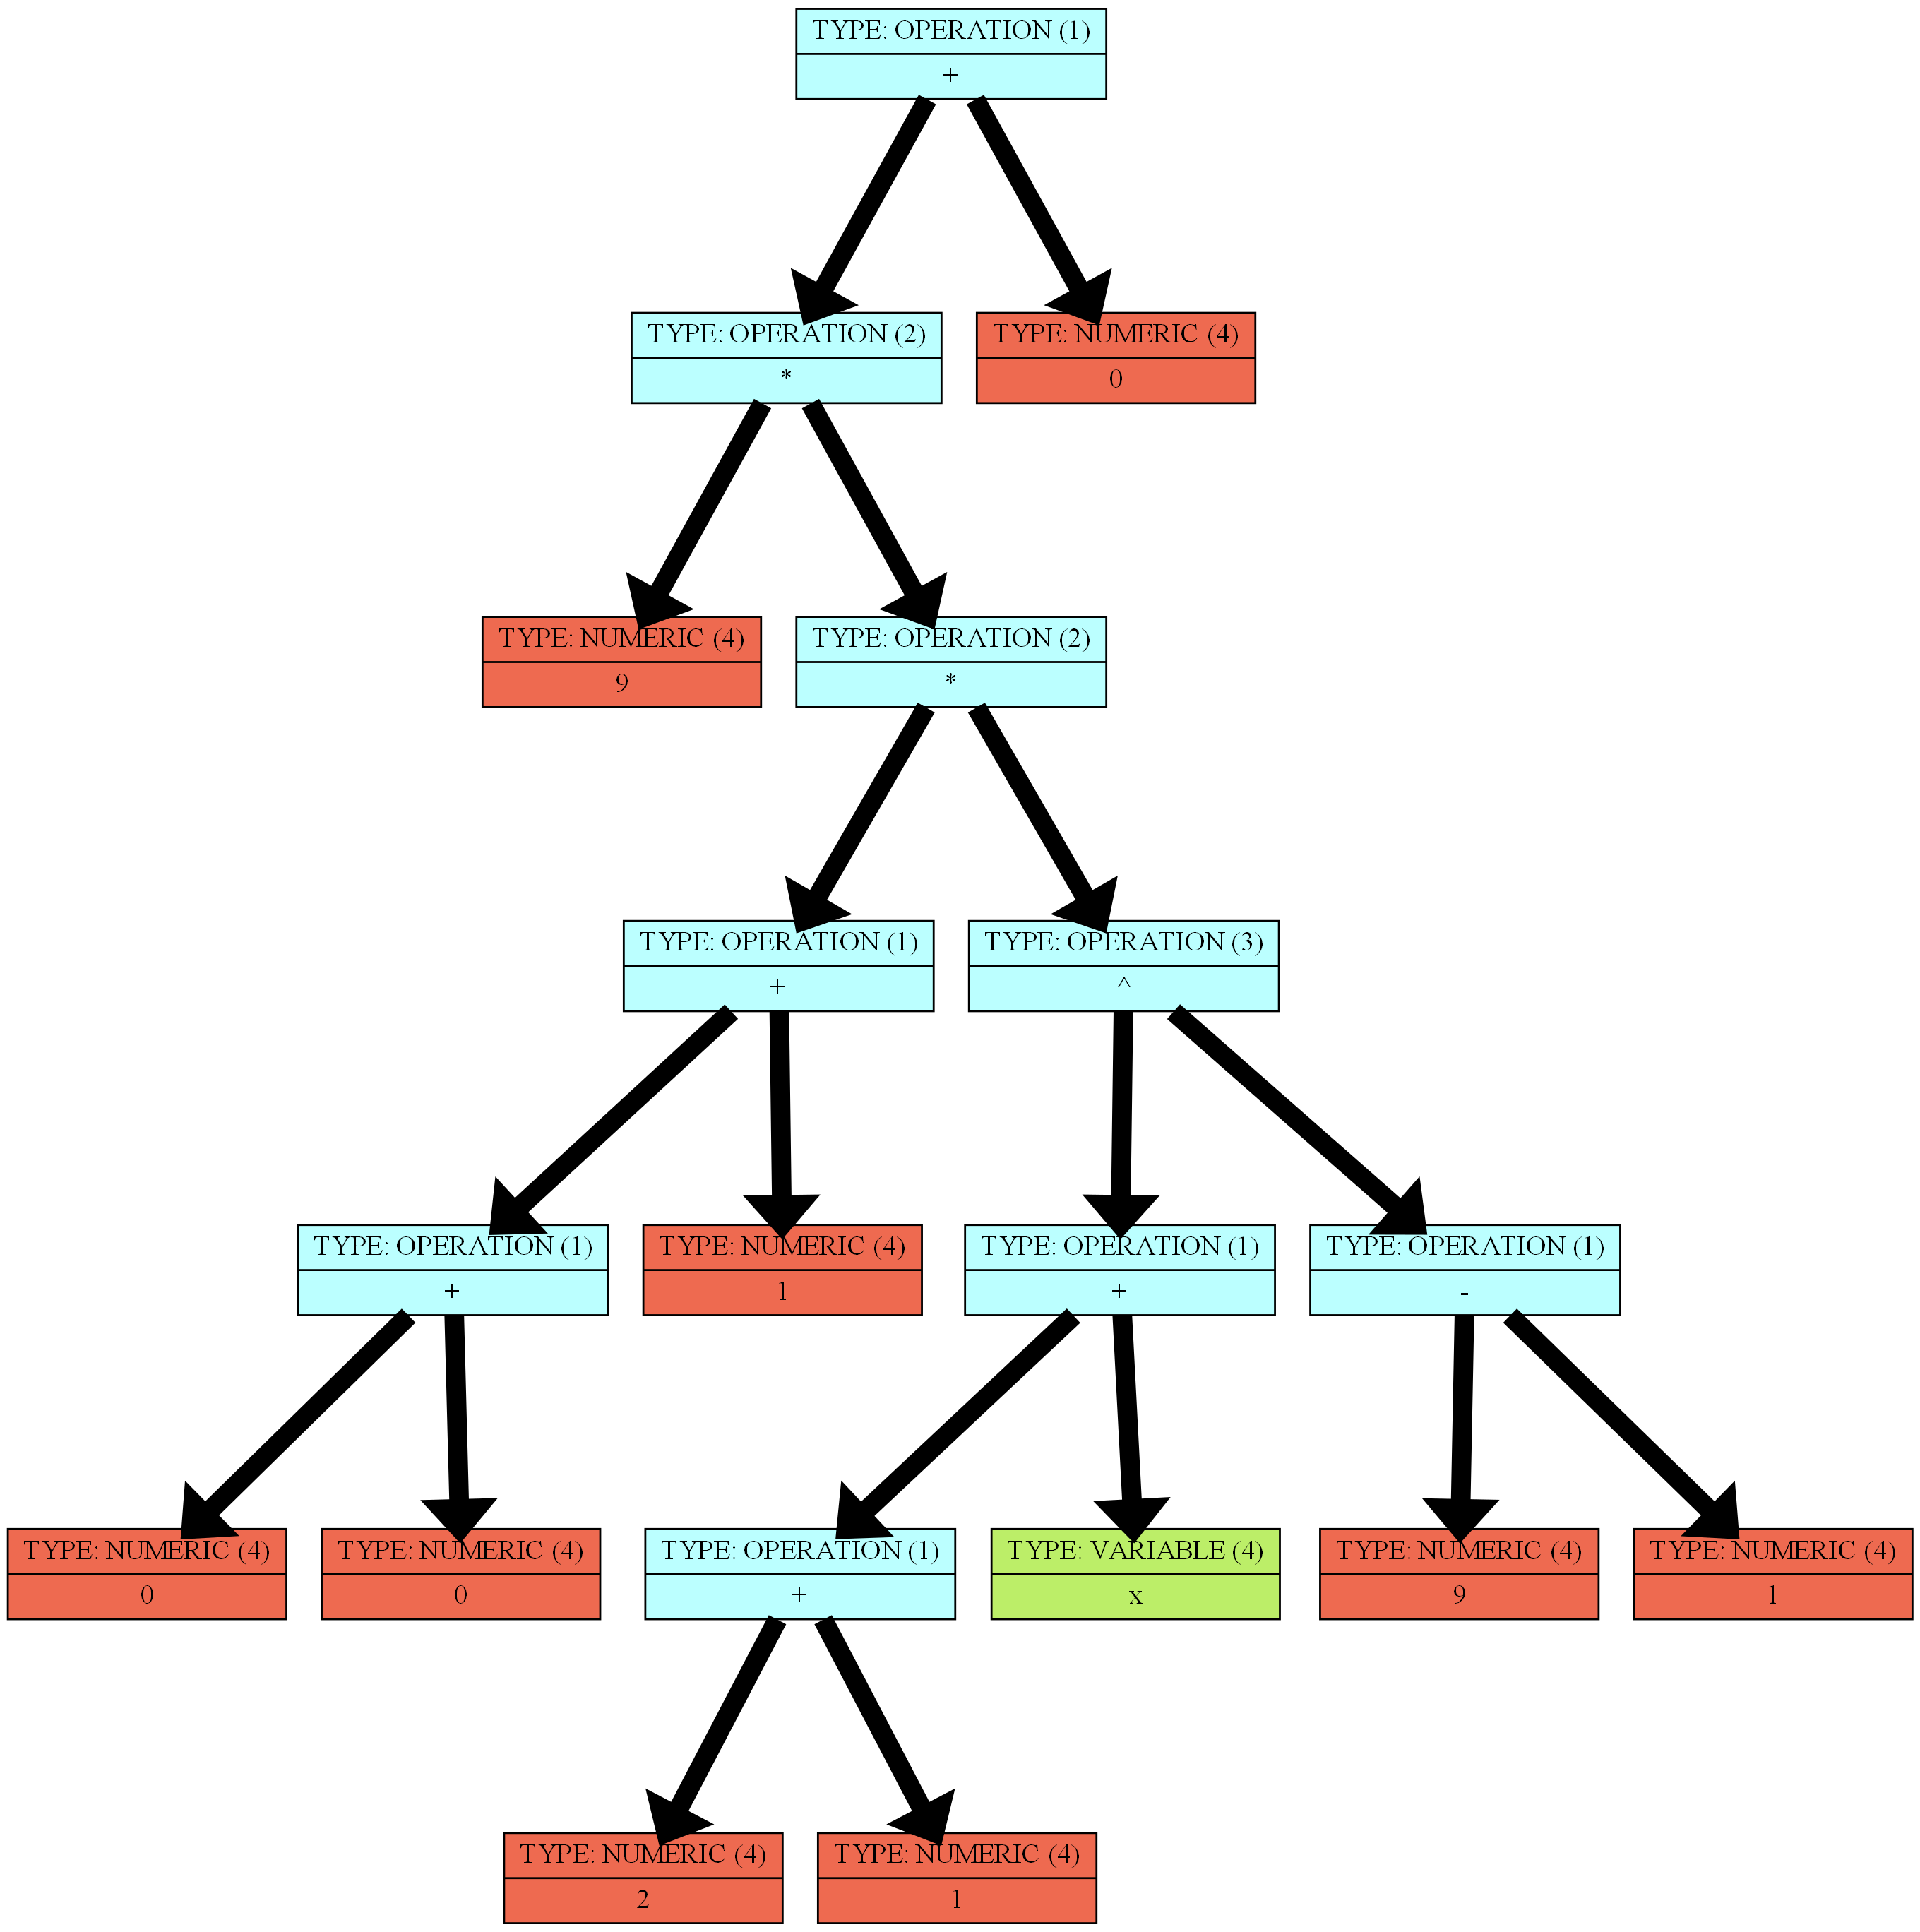 TYPE: OPERATION (1)
+
TYPE: OPERATION (2)
*
TYPE: NUMERIC (4)
0
TYPE: NUMERIC (4)
9
TYPE: OPERATION (2)
*
TYPE: OPERATION (1)
+
TYPE: OPERATION (3)
^
TYPE: OPERATION (1)
+
TYPE: NUMERIC (4)
1
TYPE: OPERATION (1)
+
TYPE: OPERATION (1)
-
TYPE: NUMERIC (4)
0
TYPE: NUMERIC (4)
0
TYPE: OPERATION (1)
+
TYPE: VARIABLE (4)
x
TYPE: NUMERIC (4)
9
TYPE: NUMERIC (4)
1
TYPE: NUMERIC (4)
2
TYPE: NUMERIC (4)
1